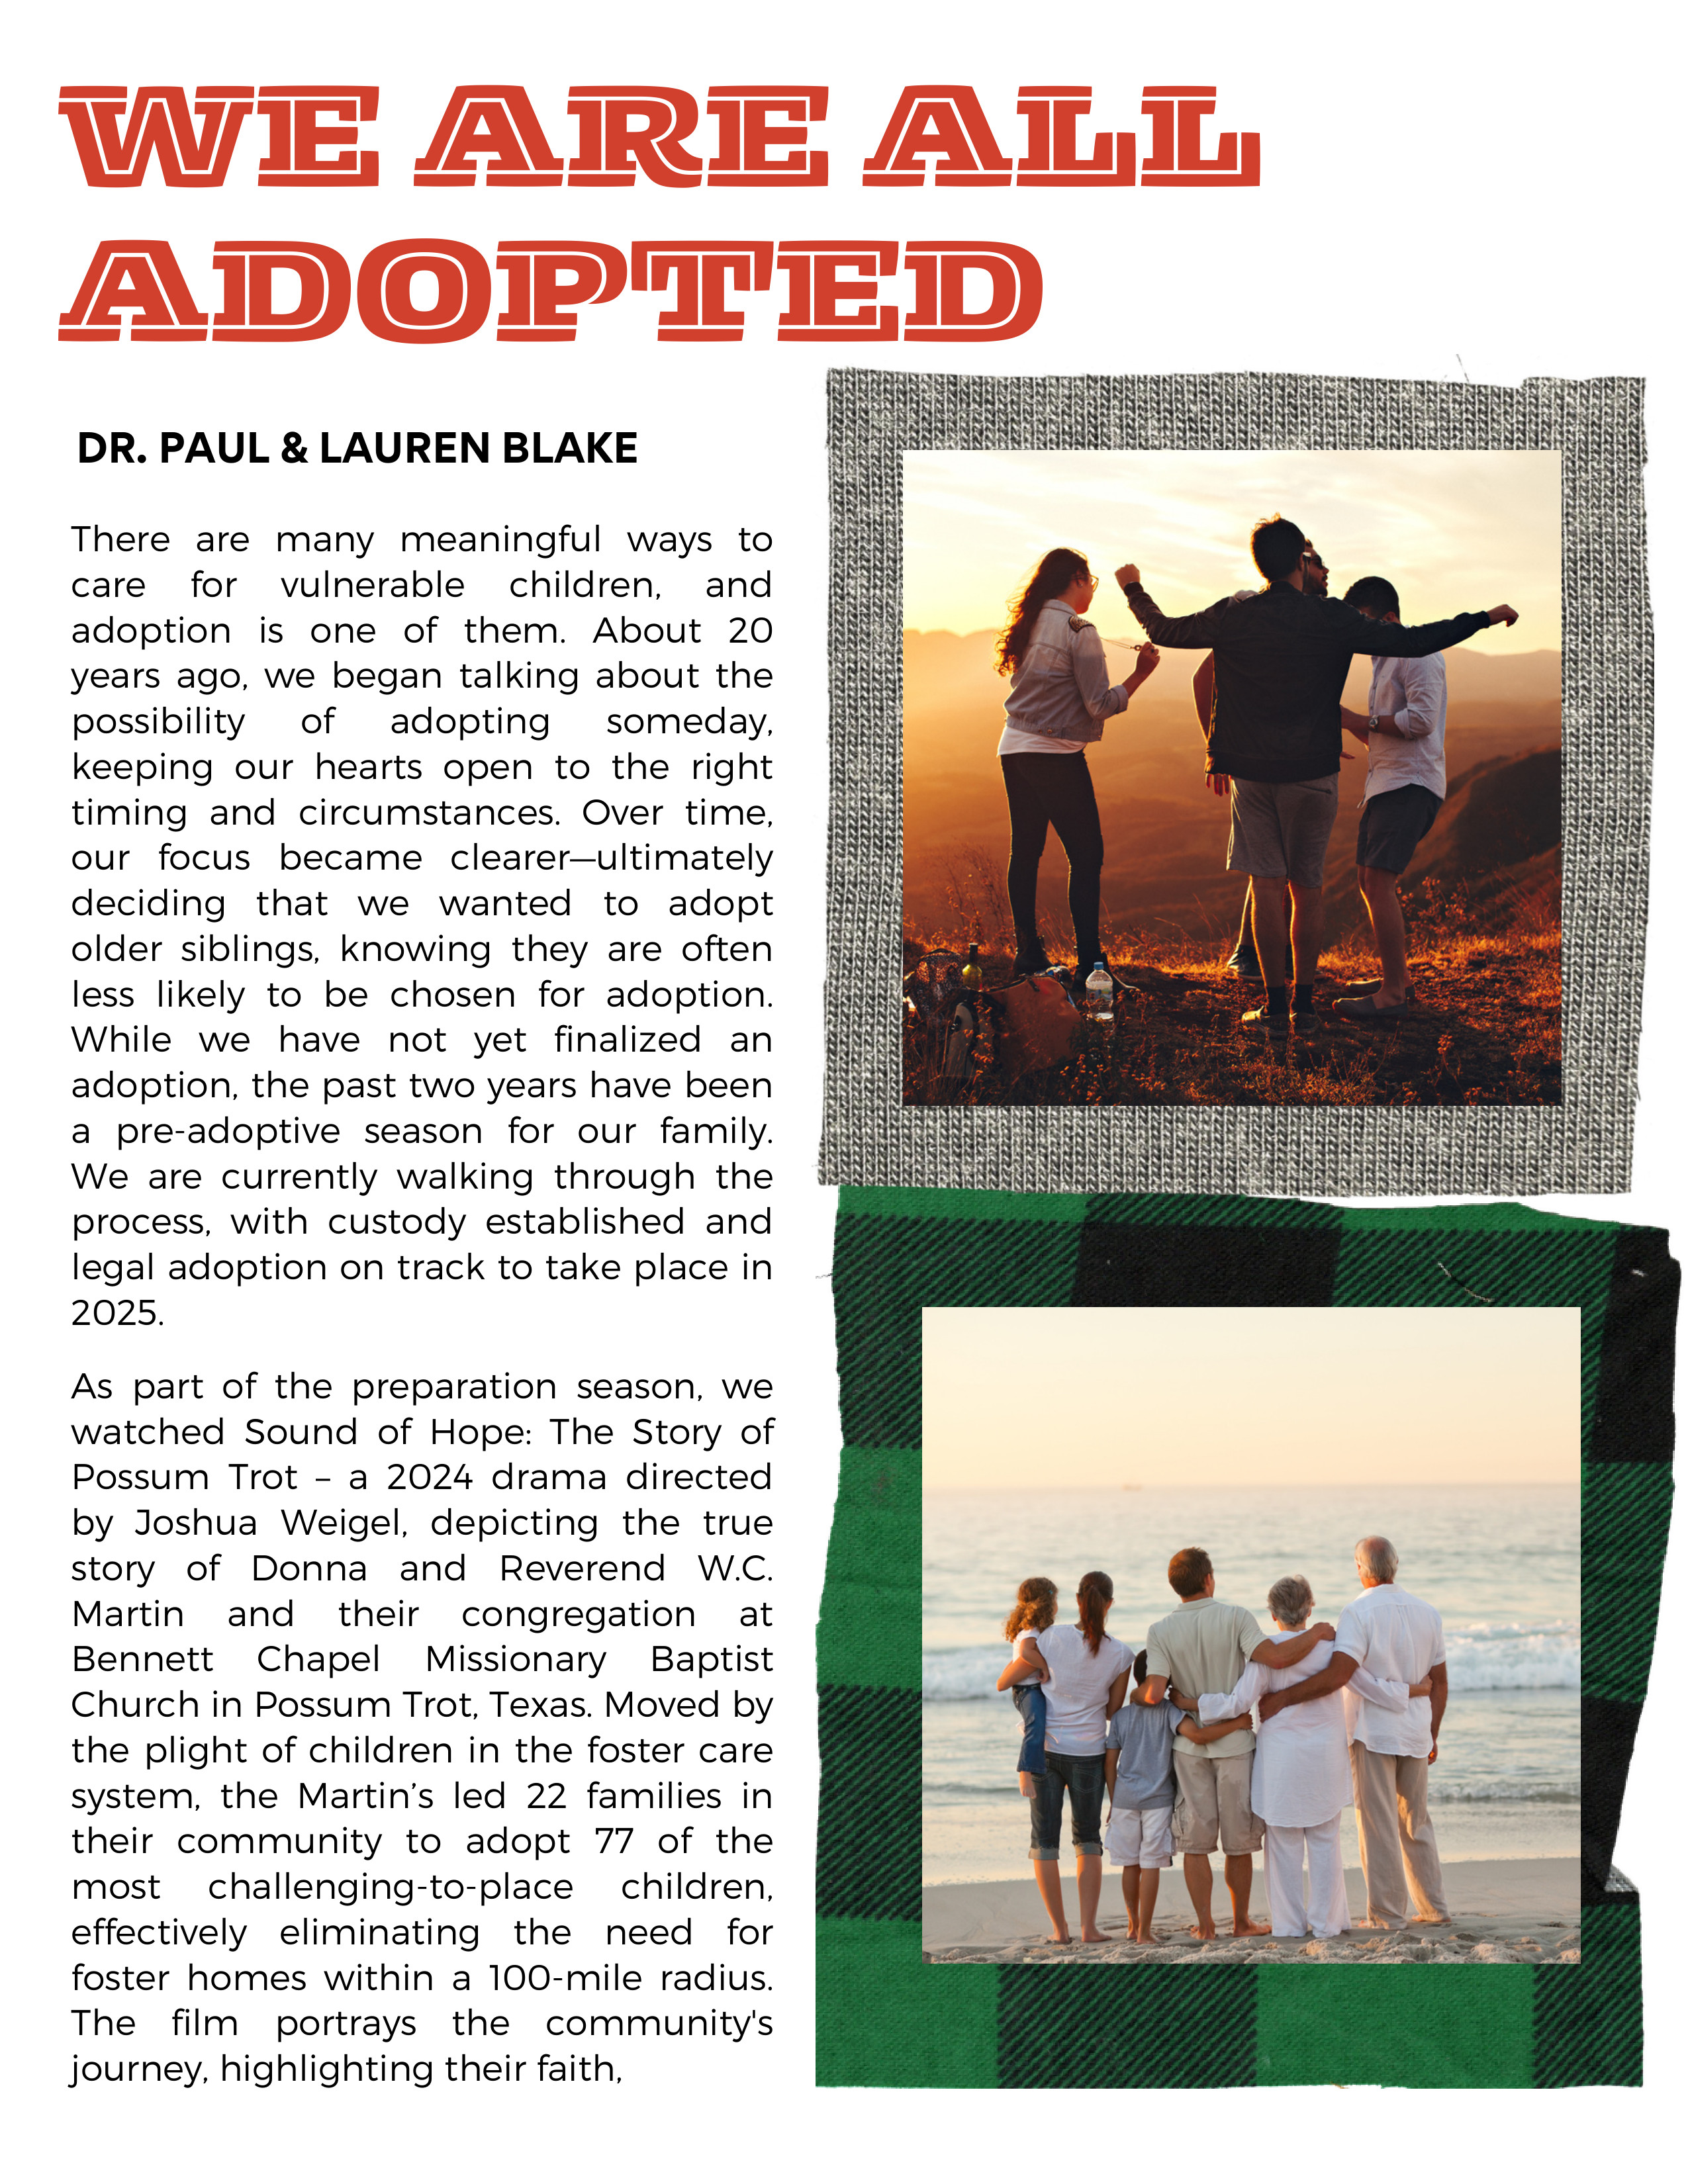 WE ARE ALL
ADOPTED
DR. PAUL & LAUREN BLAKE
There are many meaningful ways to
care for vulnerable children, and
adoption is one of them. About 20
years ago, we began talking about the
possibility of adopting someday,
keeping our hearts open to the right
timing and circumstances. Over time,
our focus became clearer—ultimately
deciding that we wanted to adopt
older siblings, knowing they are often
less likely to be chosen for adoption.
While we have not yet finalized an
adoption, the past two years have been
a pre-adoptive season for our family.
We are currently walking through the
process, with custody established and
legal adoption on track to take place in
2025.
As part of the preparation season, we
watched Sound of Hope: The Story of
Possum Trot – a 2024 drama directed
by Joshua Weigel, depicting the true
story of Donna and Reverend W.C.
Martin and their congregation at
Bennett Chapel Missionary Baptist
Church in Possum Trot, Texas. Moved by
the plight of children in the foster care
system, the Martin’s led 22 families in
their community to adopt 77 of the
most challenging-to-place children,
effectively eliminating the need for
foster homes within a 100-mile radius.
The film portrays the community's
journey, highlighting their faith,